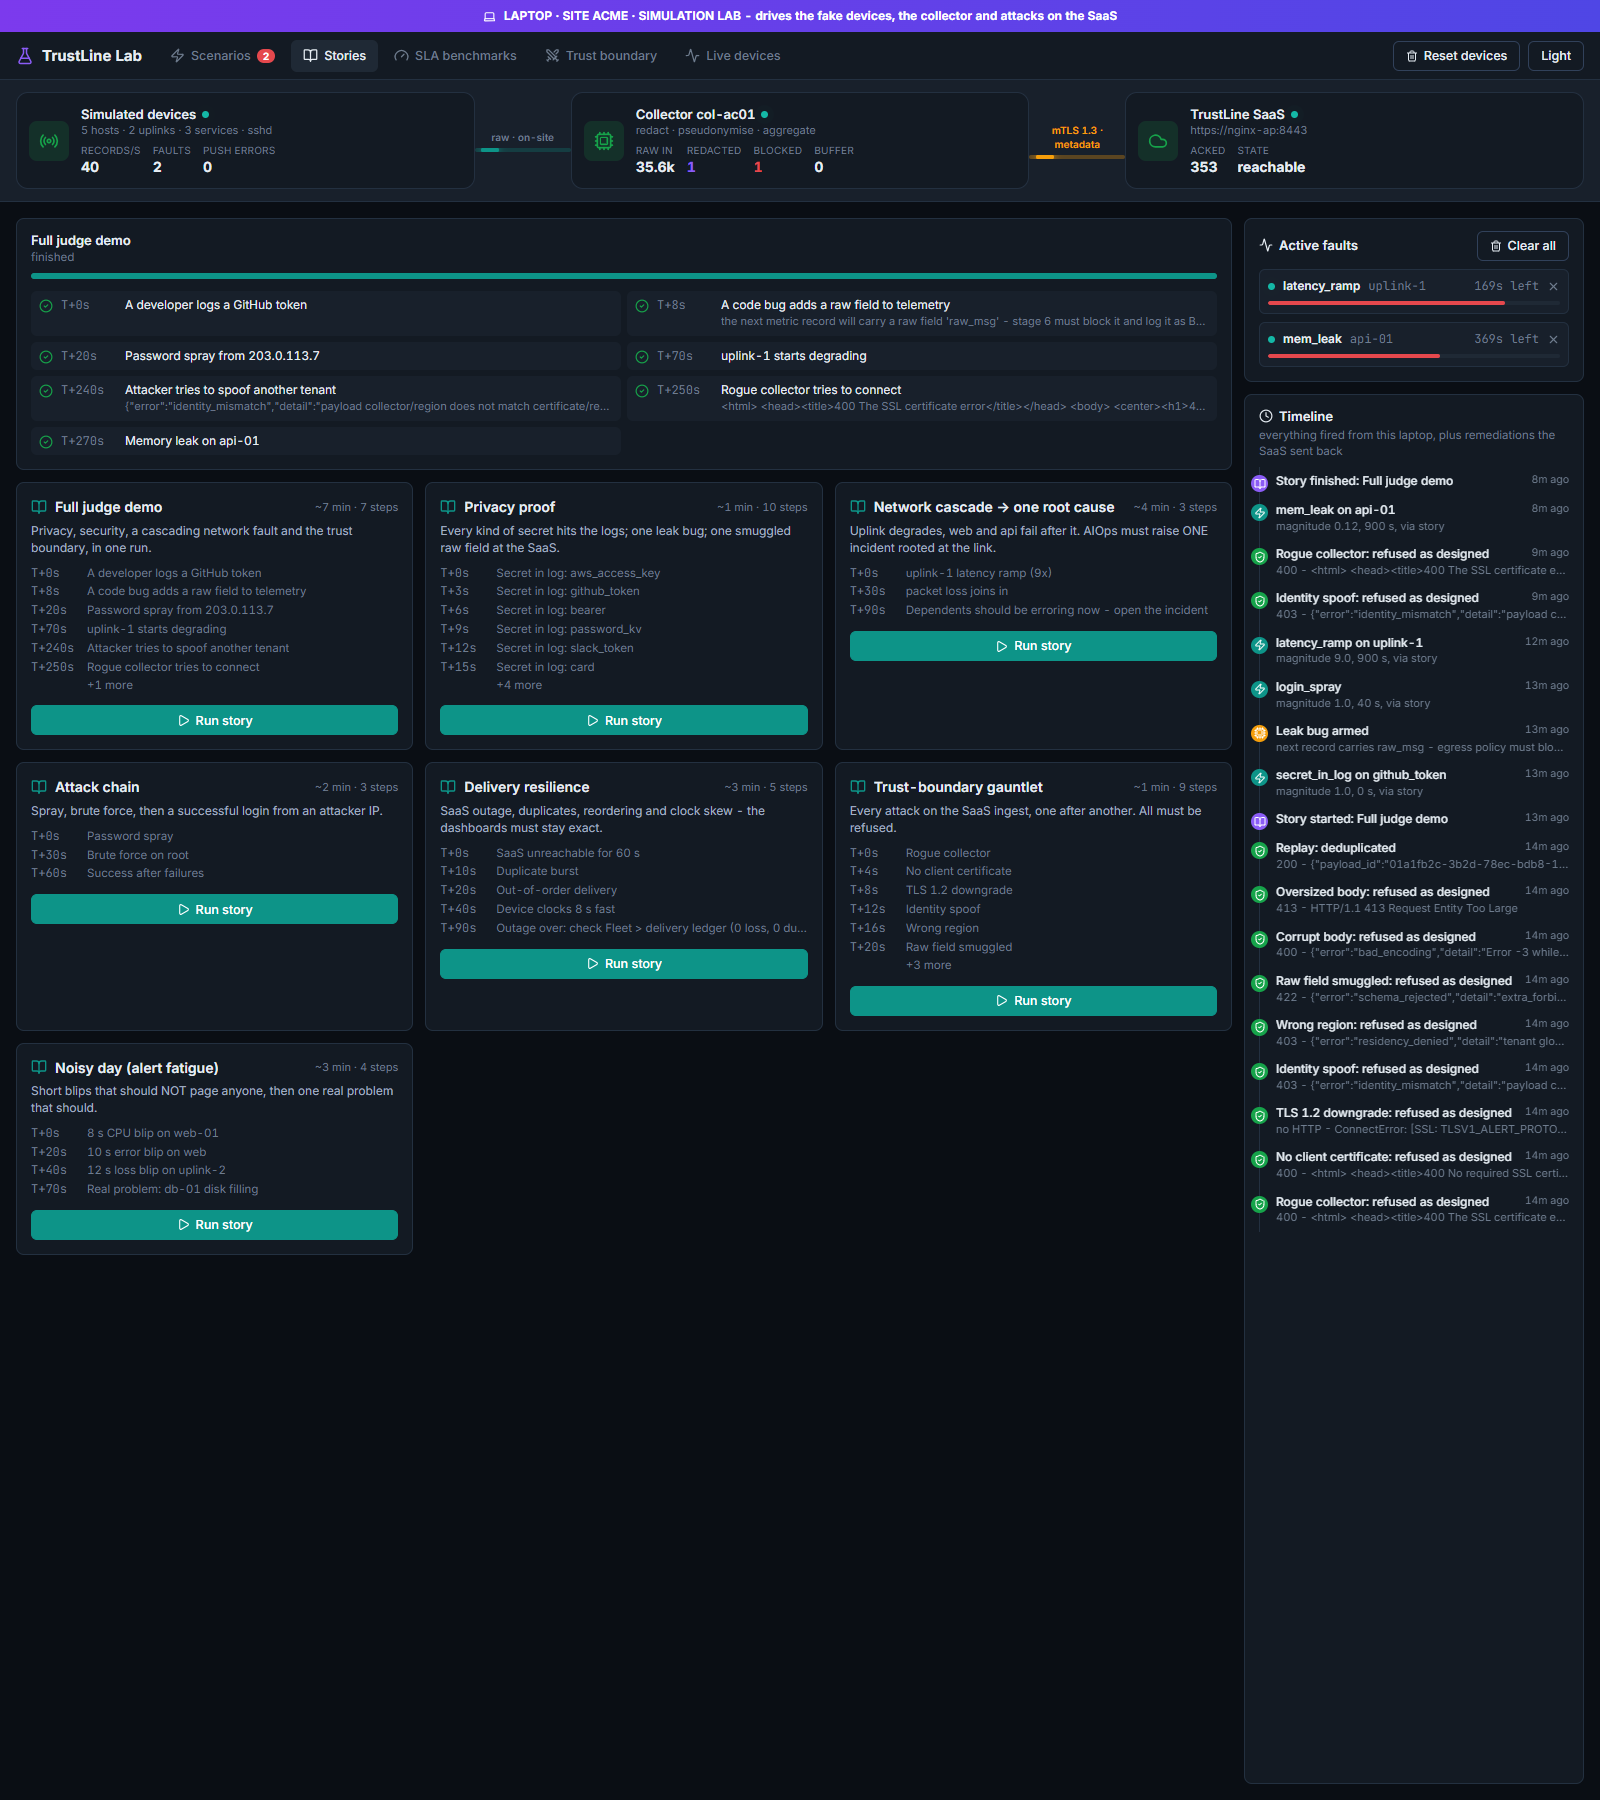 LAPTOP · SITE ACME · SIMULATION LAB - drives the fake devices, the collector and attacks on the SaaS
TrustLine Lab
Scenarios 2
Stories
SLA benchmarks
Trust boundary
Live devices
Reset devices
Light
Simulated devices
5 hosts · 2 uplinks · 3 services · sshd
RECORDS/S FAULTS PUSH ERRORS
40 2 0
raw · on-site
Collector col-ac01
redact · pseudonymise · aggregate
RAW IN REDACTED BLOCKED BUFFER
35.6k 1 1 0
mTLS 1.3 ·
metadata
TrustLine SaaS
https://nginx-ap:8443
ACKED STATE
353 reachable
Full judge demo
finished
T+0s A developer logs a GitHub token
T+8s A code bug adds a raw field to telemetry
the next metric record will carry a raw field 'raw_msg' - stage 6 must block it and log it as B...
T+20s Password spray from 203.0.113.7
T+70s uplink-1 starts degrading
T+240s Attacker tries to spoof another tenant
{"error":"identity_mismatch","detail":"payload collector/region does not match certificate/re...
T+250s Rogue collector tries to connect
<html> <head><title>400 The SSL certificate error</title></head> <body> <center><h1>4...
T+270s Memory leak on api-01
Full judge demo ~7 min · 7 steps
Privacy, security, a cascading network fault and the trust
boundary, in one run.
T+0s A developer logs a GitHub token
T+8s A code bug adds a raw field to telemetry
T+20s Password spray from 203.0.113.7
T+70s uplink-1 starts degrading
T+240s Attacker tries to spoof another tenant
T+250s Rogue collector tries to connect
+1 more
Run story
Privacy proof ~1 min · 10 steps
Every kind of secret hits the logs; one leak bug; one smuggled
raw field at the SaaS.
T+0s Secret in log: aws_access_key
T+3s Secret in log: github_token
T+6s Secret in log: bearer
T+9s Secret in log: password_kv
T+12s Secret in log: slack_token
T+15s Secret in log: card
+4 more
Run story
Network cascade → one root cause ~4 min · 3 steps
Uplink degrades, web and api fail after it. AIOps must raise ONE
incident rooted at the link.
T+0s uplink-1 latency ramp (9x)
T+30s packet loss joins in
T+90s Dependents should be erroring now - open the incident
Run story
Attack chain ~2 min · 3 steps
Spray, brute force, then a successful login from an attacker IP.
T+0s Password spray
T+30s Brute force on root
T+60s Success after failures
Run story
Delivery resilience ~3 min · 5 steps
SaaS outage, duplicates, reordering and clock skew - the
dashboards must stay exact.
T+0s SaaS unreachable for 60 s
T+10s Duplicate burst
T+20s Out-of-order delivery
T+40s Device clocks 8 s fast
T+90s Outage over: check Fleet > delivery ledger (0 loss, 0 du...
Run story
Trust-boundary gauntlet ~1 min · 9 steps
Every attack on the SaaS ingest, one after another. All must be
refused.
T+0s Rogue collector
T+4s No client certificate
T+8s TLS 1.2 downgrade
T+12s Identity spoof
T+16s Wrong region
T+20s Raw field smuggled
+3 more
Run story
Noisy day (alert fatigue) ~3 min · 4 steps
Short blips that should NOT page anyone, then one real problem
that should.
T+0s 8 s CPU blip on web-01
T+20s 10 s error blip on web
T+40s 12 s loss blip on uplink-2
T+70s Real problem: db-01 disk filling
Run story
Active faults
Clear all
latency_ramp uplink-1 169s left
mem_leak api-01 369s left
Timeline
everything fired from this laptop, plus remediations the
SaaS sent back
Story finished: Full judge demo 8m ago
mem_leak on api-01 8m ago
magnitude 0.12, 900 s, via story
Rogue collector: refused as designed 9m ago
400 - <html> <head><title>400 The SSL certificate e...
Identity spoof: refused as designed 9m ago
403 - {"error":"identity_mismatch","detail":"payload c...
latency_ramp on uplink-1 12m ago
magnitude 9.0, 900 s, via story
login_spray 13m ago
magnitude 1.0, 40 s, via story
Leak bug armed 13m ago
next record carries raw_msg - egress policy must blo...
secret_in_log on github_token 13m ago
magnitude 1.0, 0 s, via story
Story started: Full judge demo 13m ago
Replay: deduplicated 14m ago
200 - {"payload_id":"01a1fb2c-3b2d-78ec-bdb8-1...
Oversized body: refused as designed 14m ago
413 - HTTP/1.1 413 Request Entity Too Large
Corrupt body: refused as designed 14m ago
400 - {"error":"bad_encoding","detail":"Error -3 while...
Raw field smuggled: refused as designed 14m ago
422 - {"error":"schema_rejected","detail":"extra_forbi...
Wrong region: refused as designed 14m ago
403 - {"error":"residency_denied","detail":"tenant glo...
Identity spoof: refused as designed 14m ago
403 - {"error":"identity_mismatch","detail":"payload c...
TLS 1.2 downgrade: refused as designed 14m ago
no HTTP - ConnectError: [SSL: TLSV1_ALERT_PROTO...
No client certificate: refused as designed 14m ago
400 - <html> <head><title>400 No required SSL certi...
Rogue collector: refused as designed 14m ago
400 - <html> <head><title>400 The SSL certificate e...